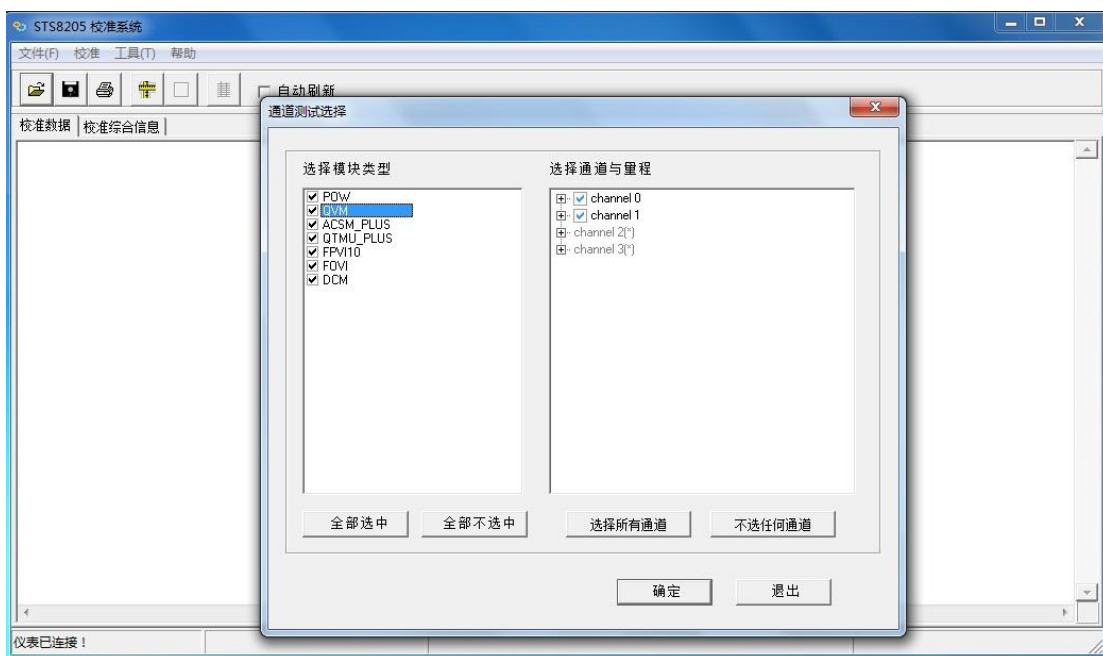 STS8205 校准系统
文件(F) 校准 工具(T) 帮助
自动刷新
校准数据 校准综合信息
通道测试选择
选择模块类型
POW
QVM
ACSM_PLUS
QTMU_PLUS
FPVI10
FOVI
DCM
全部选中 全部不选中
选择通道与量程
channel 0
channel 1
channel 2(*)
channel 3(*)
选择所有通道 不选任何通道
确定 退出
仪表已连接！